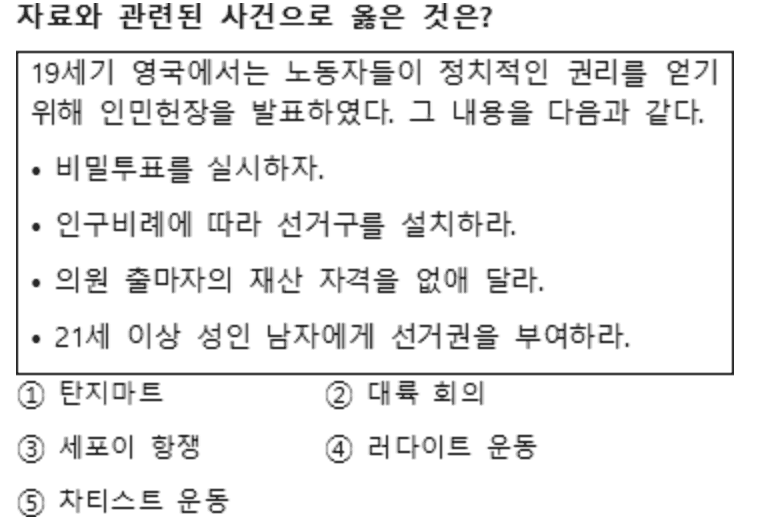 자료와 관련된 사건으로 옳은 것은?
19세기 영국에서는 노동자들이 정치적인 권리를 얻기
위해 인민헌장을 발표하였다. 그 내용을 다음과 같다.
• 비밀투표를 실시하자.
• 인구비례에 따라 선거구를 설치하라.
• 의원 출마자의 재산 자격을 없애 달라.
• 21세 이상 성인 남자에게 선거권을 부여하라.
① 탄지마트 ② 대륙 회의
③ 세포이 항쟁 ④ 러다이트 운동
⑤ 차티스트 운동